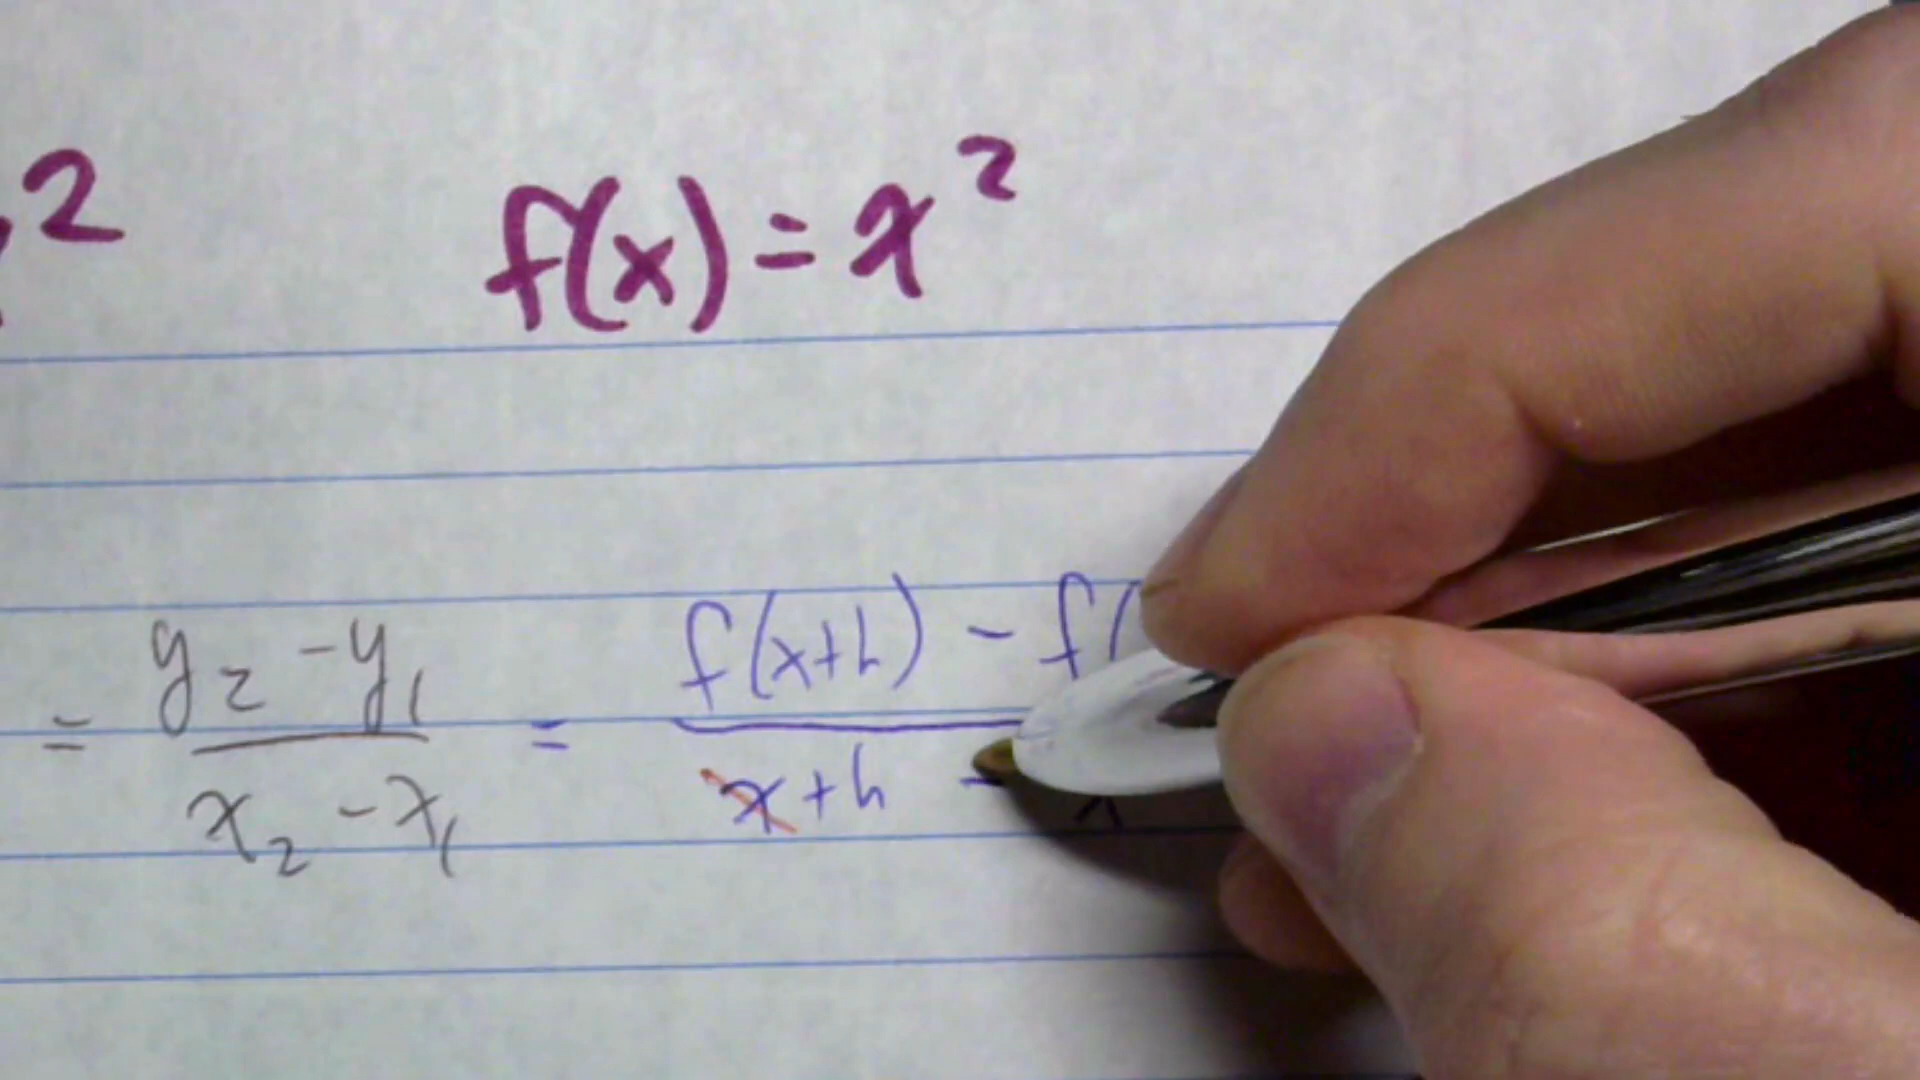 2 f(x) = x²
= y₂ - y₁ = f(x+h) - f(
x₂ - x₁ x+h - x